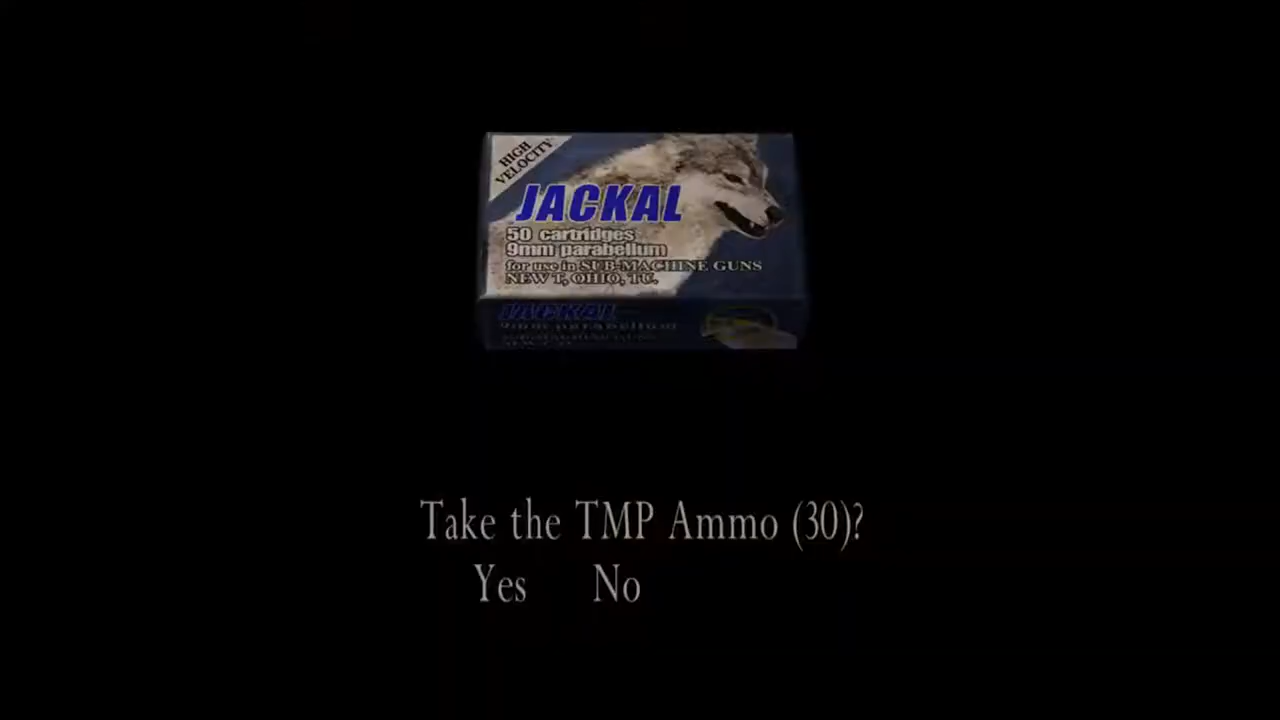 HIGH
VELOCITY
JACKAL
50 cartridges
9mm parabellum
for use in SUB-MACHINE GUNS
NEW T, OHIO, TC.
JACKAL
9mm parabellum
Take the TMP Ammo (30)?
Yes No